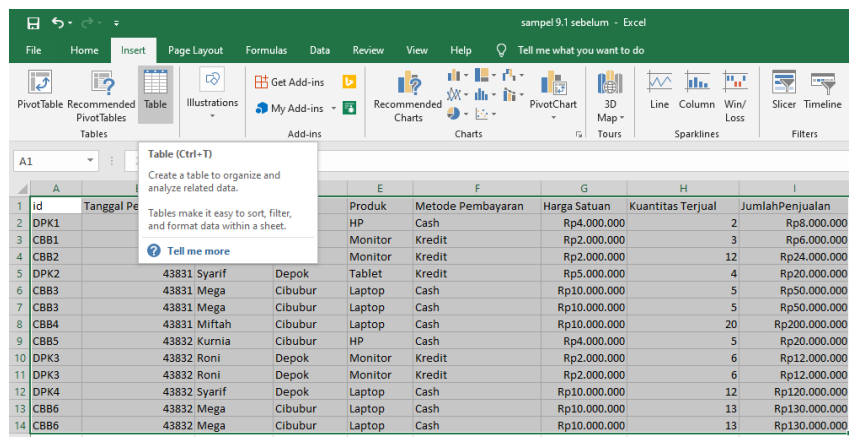 sampel 9.1 sebelum - Excel
File Home Insert Page Layout Formulas Data Review View Help Tell me what you want to do
PivotTable Recommended PivotTables Table Illustrations Get Add-ins My Add-ins Recommended Charts PivotChart 3D Map Line Column Win/ Loss Slicer Timeline
Tables Add-ins Charts Tours Sparklines Filters
A1
Table (Ctrl+T)
Create a table to organize and
analyze related data.
Tables make it easy to sort, filter,
and format data within a sheet.
Tell me more
A E F G H I
1 id Tanggal Pe Produk Metode Pembayaran Harga Satuan Kuantitas Terjual JumlahPenjualan
2 DPK1 HP Cash Rp4.000.000 2 Rp8.000.000
3 CBB1 Monitor Kredit Rp2.000.000 3 Rp6.000.000
4 CBB2 Monitor Kredit Rp2.000.000 12 Rp24.000.000
5 DPK2 43831 Syarif Depok Tablet Kredit Rp5.000.000 4 Rp20.000.000
6 CBB3 43831 Mega Cibubur Laptop Cash Rp10.000.000 5 Rp50.000.000
7 CBB3 43831 Mega Cibubur Laptop Cash Rp10.000.000 5 Rp50.000.000
8 CBB4 43831 Miftah Cibubur Laptop Cash Rp10.000.000 20 Rp200.000.000
9 CBB5 43832 Kurnia Cibubur HP Cash Rp4.000.000 5 Rp20.000.000
10 DPK3 43832 Roni Depok Monitor Kredit Rp2.000.000 6 Rp12.000.000
11 DPK3 43832 Roni Depok Monitor Kredit Rp2.000.000 6 Rp12.000.000
12 DPK4 43832 Syarif Depok Laptop Cash Rp10.000.000 12 Rp120.000.000
13 CBB6 43832 Mega Cibubur Laptop Cash Rp10.000.000 13 Rp130.000.000
14 CBB6 43832 Mega Cibubur Laptop Cash Rp10.000.000 13 Rp130.000.000